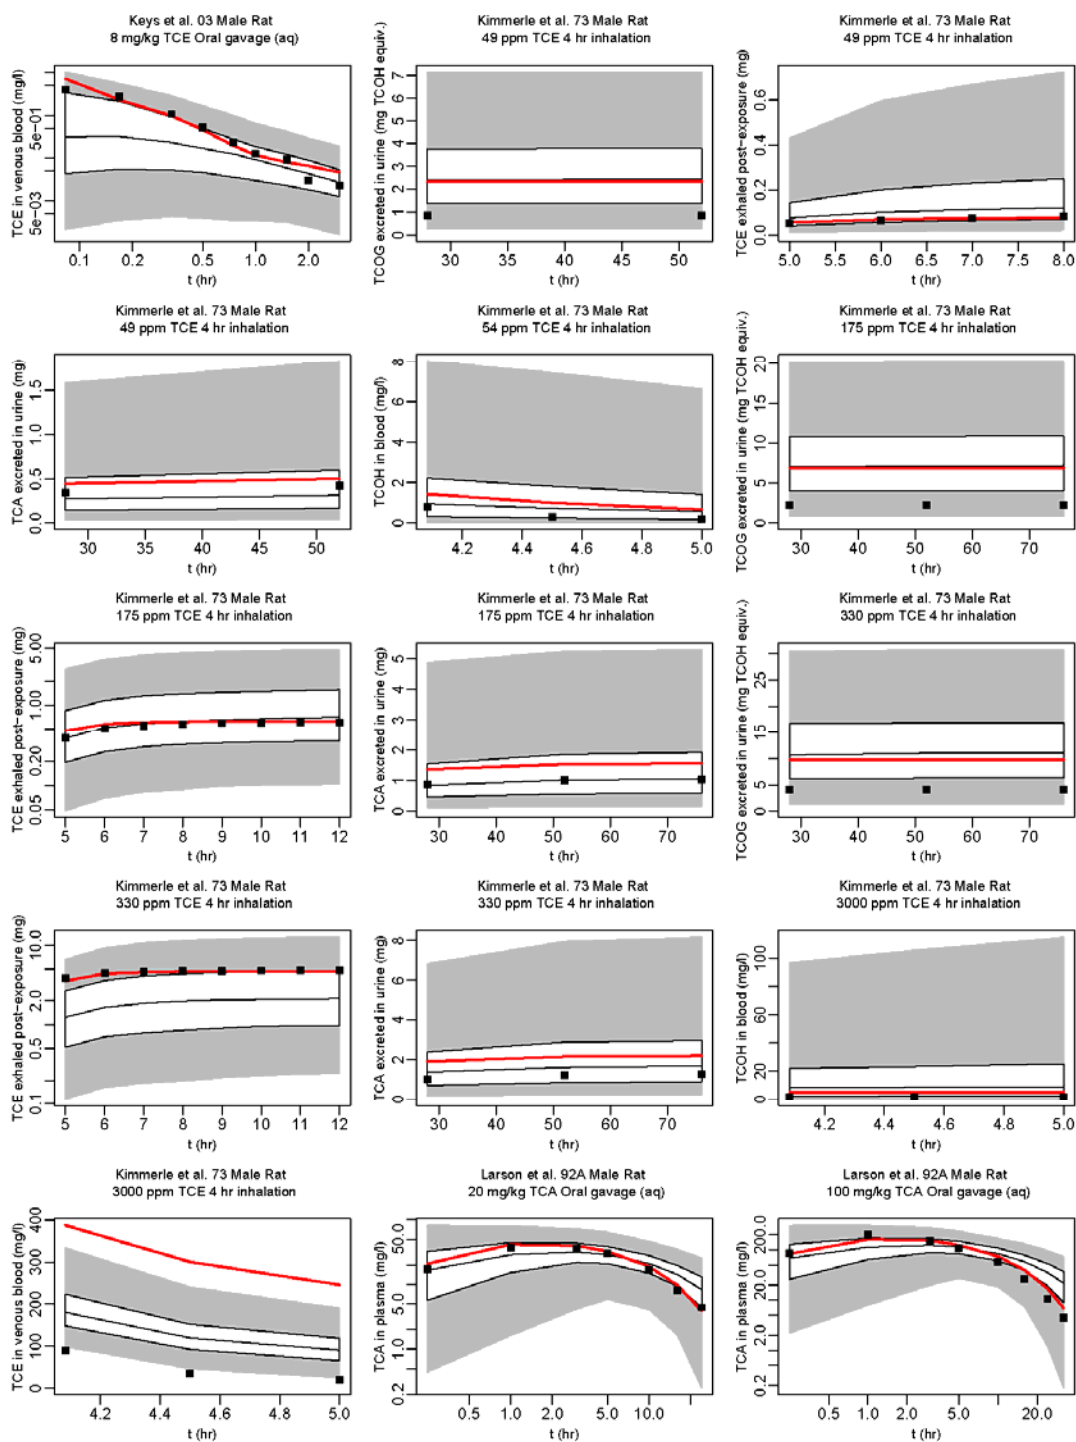 Keys et al. 03 Male Rat
8 mg/kg TCE Oral gavage (aq)
TCE in venous blood (mg/l)
5e-01
5e-03
0.1 0.2 0.5 1.0 2.0
t (hr)
Kimmerle et al. 73 Male Rat
49 ppm TCE 4 hr inhalation
TCOG excreted in urine (mg TCOH equiv.)
7
6
5
4
3
2
1
0
30 35 40 45 50
t (hr)
Kimmerle et al. 73 Male Rat
49 ppm TCE 4 hr inhalation
TCE exhaled post-exposure (mg)
0.6
0.4
0.2
0.0
5.0 5.5 6.0 6.5 7.0 7.5 8.0
t (hr)
Kimmerle et al. 73 Male Rat
49 ppm TCE 4 hr inhalation
TCA excreted in urine (mg)
1.5
1.0
0.5
0.0
30 35 40 45 50
t (hr)
Kimmerle et al. 73 Male Rat
54 ppm TCE 4 hr inhalation
TCOH in blood (mg/l)
8
6
4
2
0
4.2 4.4 4.6 4.8 5.0
t (hr)
Kimmerle et al. 73 Male Rat
175 ppm TCE 4 hr inhalation
TCOG excreted in urine (mg TCOH equiv.)
20
15
10
5
0
30 40 50 60 70
t (hr)
Kimmerle et al. 73 Male Rat
175 ppm TCE 4 hr inhalation
TCE exhaled post-exposure (mg)
5.00
1.00
0.20
0.05
5 6 7 8 9 10 11 12
t (hr)
Kimmerle et al. 73 Male Rat
175 ppm TCE 4 hr inhalation
TCA excreted in urine (mg)
5
4
3
2
1
0
30 40 50 60 70
t (hr)
Kimmerle et al. 73 Male Rat
330 ppm TCE 4 hr inhalation
TCOG excreted in urine (mg TCOH equiv.)
25
15
10
5
0
30 40 50 60 70
t (hr)
Kimmerle et al. 73 Male Rat
330 ppm TCE 4 hr inhalation
TCE exhaled post-exposure (mg)
10.0
2.0
0.5
0.1
5 6 7 8 9 10 11 12
t (hr)
Kimmerle et al. 73 Male Rat
330 ppm TCE 4 hr inhalation
TCA excreted in urine (mg)
8
6
4
2
0
30 40 50 60 70
t (hr)
Kimmerle et al. 73 Male Rat
3000 ppm TCE 4 hr inhalation
TCOH in blood (mg/l)
100
60
20
0
4.2 4.4 4.6 4.8 5.0
t (hr)
Kimmerle et al. 73 Male Rat
3000 ppm TCE 4 hr inhalation
TCE in venous blood (mg/l)
400
300
200
100
0
4.2 4.4 4.6 4.8 5.0
t (hr)
Larson et al. 92A Male Rat
20 mg/kg TCA Oral gavage (aq)
TCA in plasma (mg/l)
50.0
5.0
1.0
0.2
0.5 1.0 2.0 5.0 10.0
t (hr)
Larson et al. 92A Male Rat
100 mg/kg TCA Oral gavage (aq)
TCA in plasma (mg/l)
200.0
20.0
2.0
0.2
0.5 1.0 2.0 5.0 20.0
t (hr)